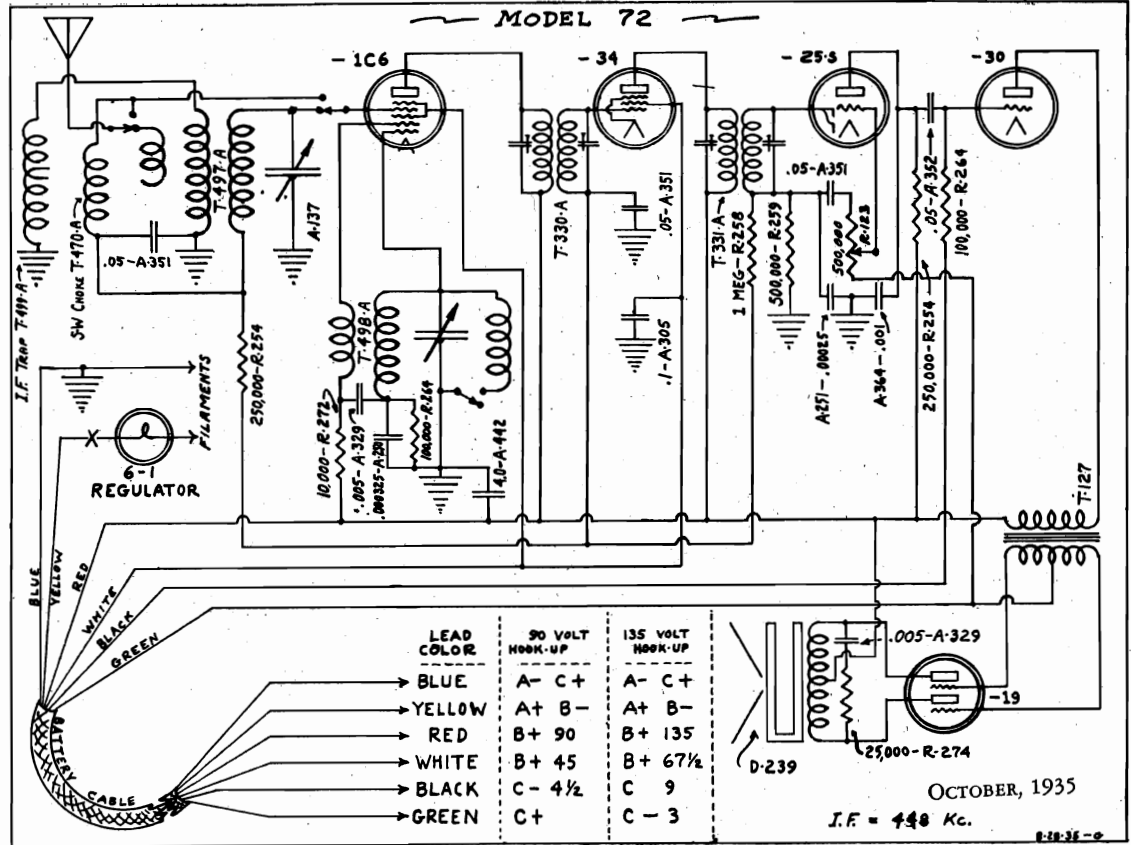 MODEL 72
-1C6
-34
-25-S
-30
I.F. TRAP T-499-A
SW CHOKE T-470-A
.05-A-351
T-497-A
A-137
T-330-A
.05-A-351
.1-A-305
T-331-A
1 MEG-R-258
500,000-R-259
.05-A-351
500,000
R-123
A-251-.00025
A-364-.001
.05-A-352
100,000-R-264
250,000-R-254
250,000-R-254
T-498-A
10,000-R-272
.005-A-329
100,000-R-264
4.0-A-442
FILAMENTS
6-1
REGULATOR
T-127
BLUE
YELLOW
RED
WHITE
BLACK
GREEN
BATTERY
CABLE
LEAD COLOR 90 VOLT HOOK-UP 135 VOLT HOOK-UP
BLUE A- C+ A- C+
YELLOW A+ B- A+ B-
RED B+ 90 B+ 135
WHITE B+ 45 B+ 67½
BLACK C- 4½ C 9
GREEN C+ C-3
.005-A-329
-19
25,000-R-274
D-239
OCTOBER, 1935
I.F. = 448 Kc.